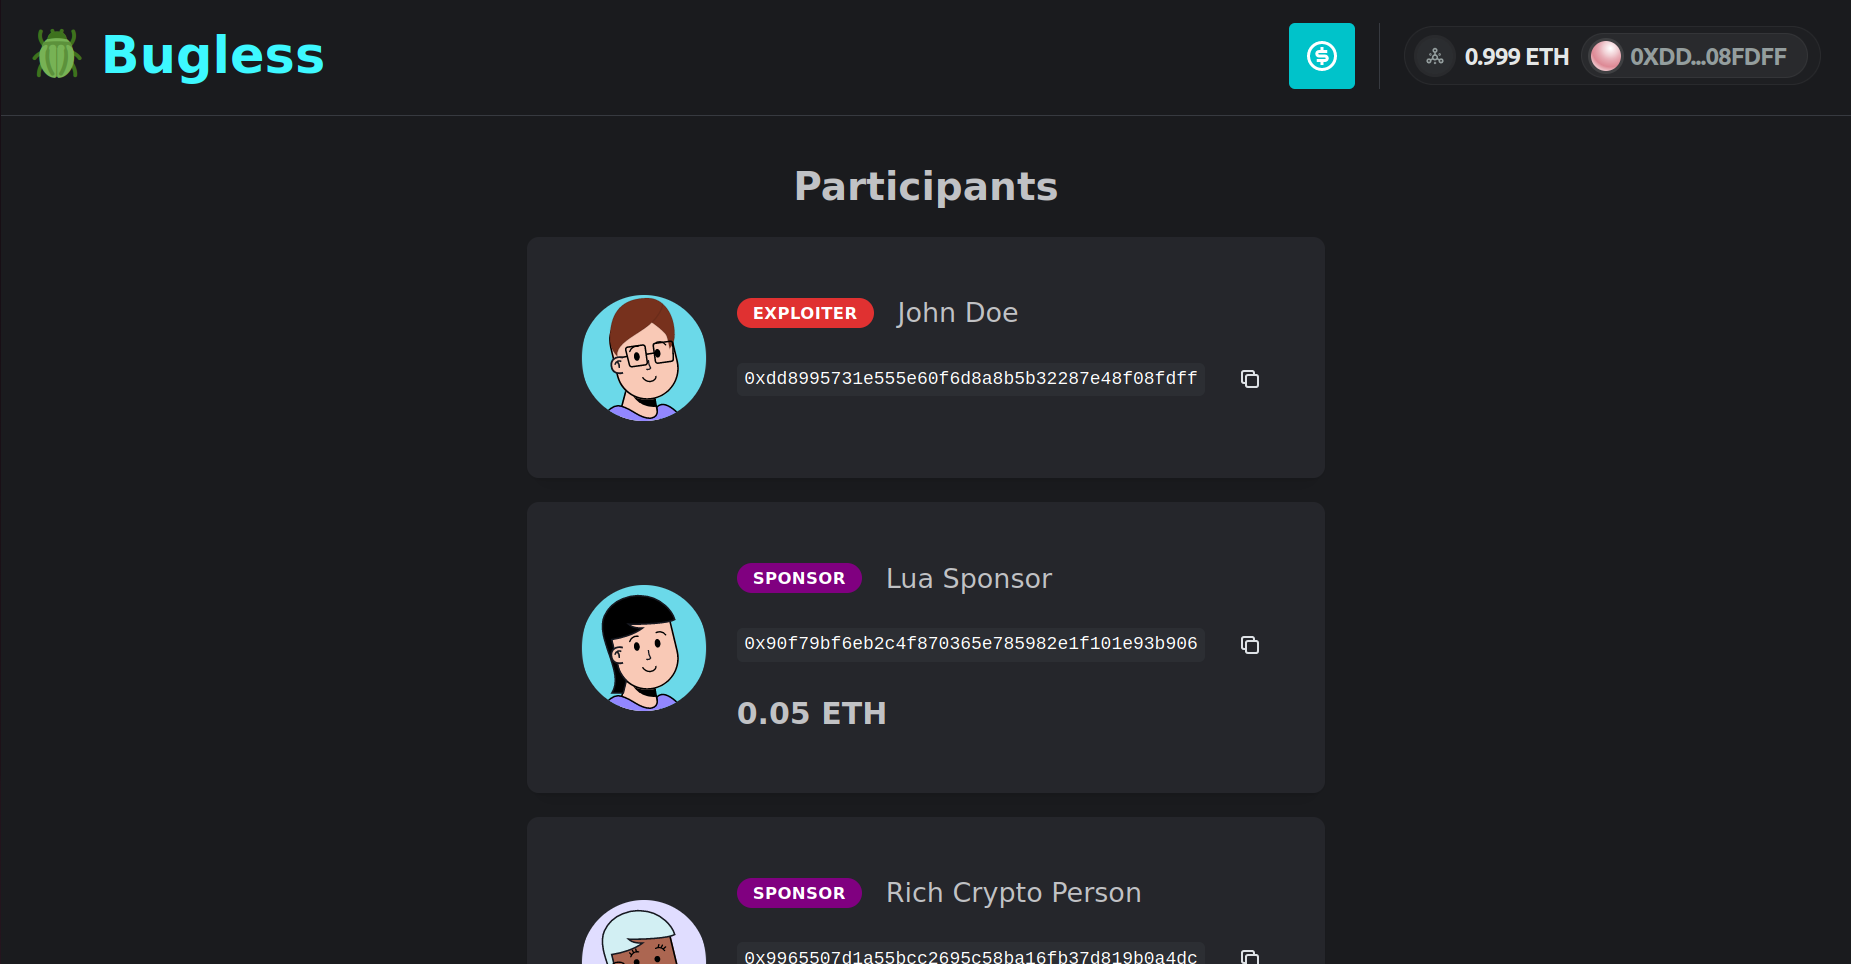 Bugless
0.999 ETH 0XDD...08FDFF
Participants
EXPLOITER John Doe
0xdd8995731e555e60f6d8a8b5b32287e48f08fdff
SPONSOR Lua Sponsor
0x90f79bf6eb2c4f870365e785982e1f101e93b906
0.05 ETH
SPONSOR Rich Crypto Person
0x9965507d1a55bcc2695c58ba16fb37d819b0a4dc